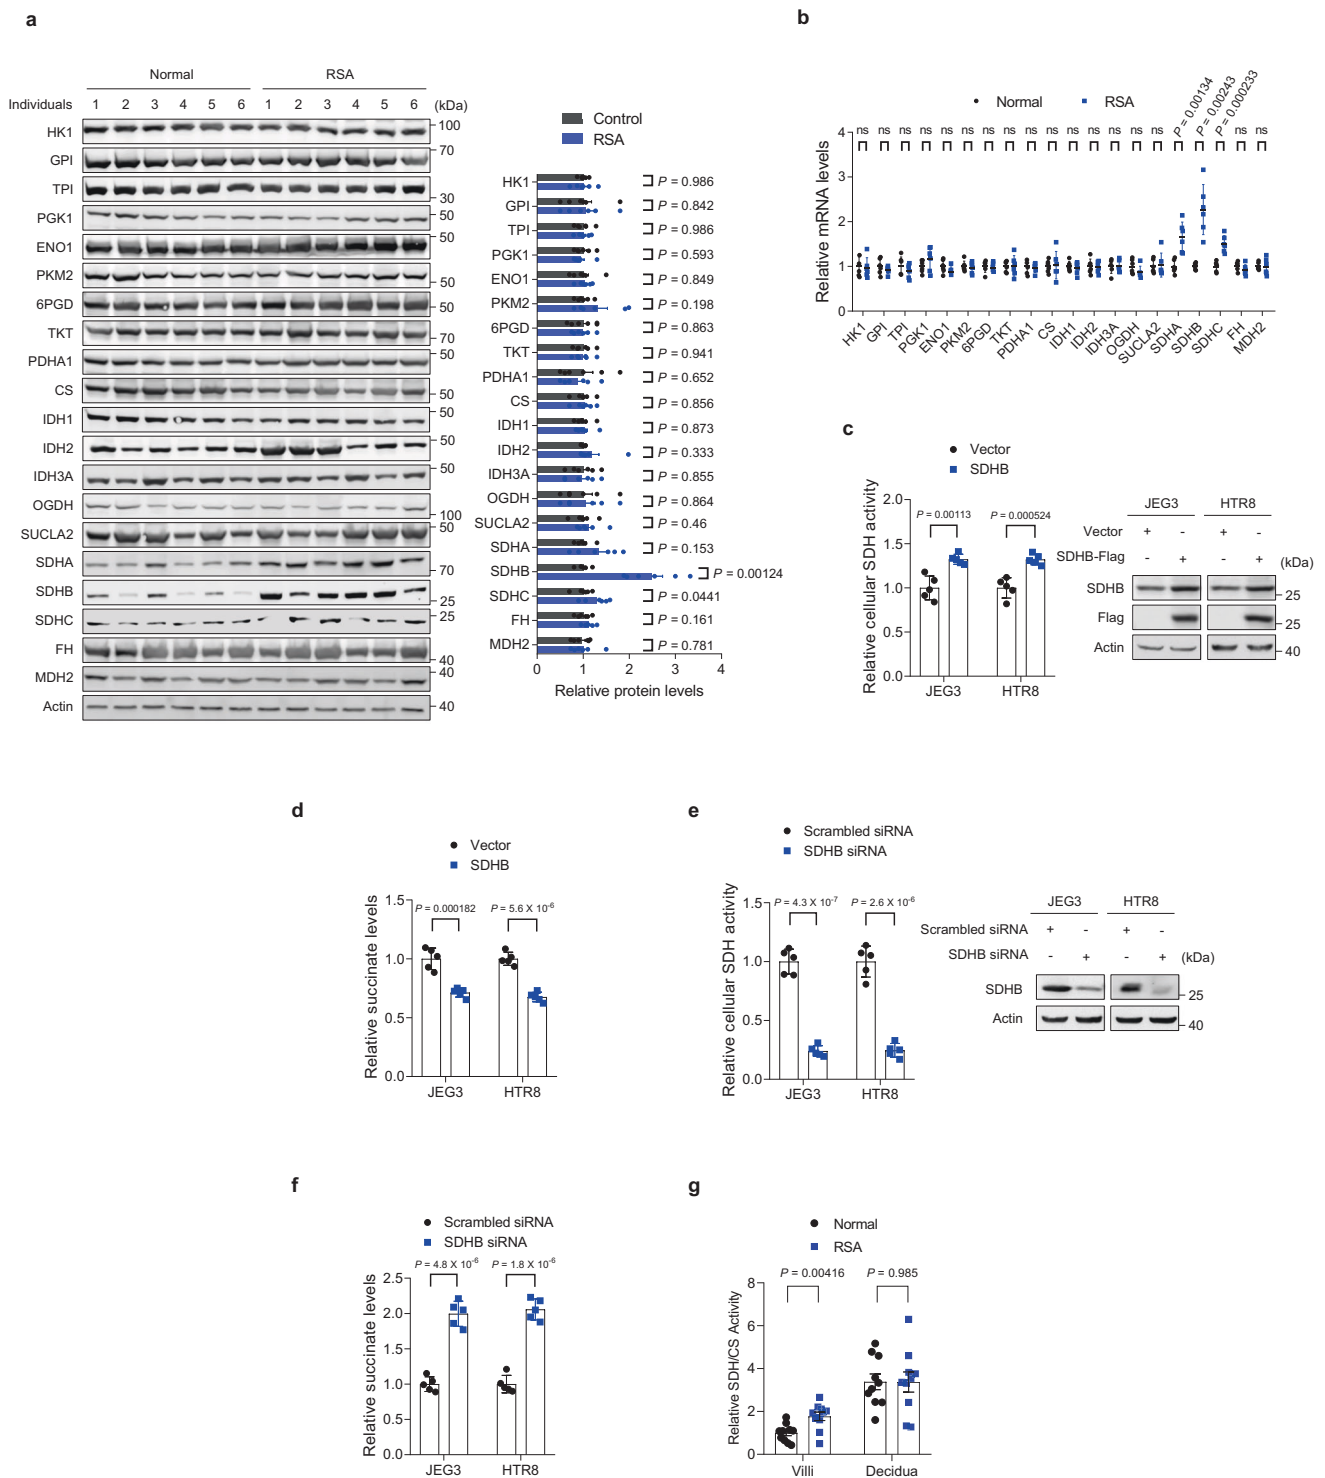 a
Normal RSA
Individuals 1 2 3 4 5 6 1 2 3 4 5 6 (kDa)
HK1 100
70
GPI
TPI 30
PGK1 50
ENO1 50
PKM2 50
6PGD 50
TKT 70
PDHA1 50
CS 50
IDH1 50
IDH2 50
IDH3A 50
OGDH 100
SUCLA2 50
SDHA 70
SDHB 25
SDHC 25
FH 40
MDH2 40
Actin 40
Control
RSA
HK1 P = 0.986
GPI P = 0.842
TPI P = 0.986
PGK1 P = 0.593
ENO1 P = 0.849
PKM2 P = 0.198
6PGD P = 0.863
TKT P = 0.941
PDHA1 P = 0.652
CS P = 0.856
IDH1 P = 0.873
IDH2 P = 0.333
IDH3A P = 0.855
OGDH P = 0.864
SUCLA2 P = 0.46
SDHA P = 0.153
SDHB P = 0.00124
SDHC P = 0.0441
FH P = 0.161
MDH2 P = 0.781
0 1 2 3 4
Relative protein levels
b
Normal RSA
ns ns ns ns ns ns ns ns ns ns ns ns ns ns ns P = 0.00134 P = 0.00243 P = 0.000233 ns ns
Relative mRNA levels
4
3
2
1
0
HK1 GPI TPI PGK1 ENO1 PKM2 6PGD TKT PDHA1 CS IDH1 IDH2 IDH3A OGDH SUCLA2 SDHA SDHB SDHC FH MDH2
c
Vector
SDHB
Relative cellular SDH activity
2.0
1.5
1.0
0.5
0.0
P = 0.00113 P = 0.000524
JEG3 HTR8
JEG3 HTR8
Vector + - + -
SDHB-Flag - + - + (kDa)
SDHB 25
Flag 25
Actin 40
d
Vector
SDHB
Relative succinate levels
1.5
1.0
0.5
0.0
P = 0.000182 P = 5.6 X 10⁻⁶
JEG3 HTR8
e
Scrambled siRNA
SDHB siRNA
Relative cellular SDH activity
1.5
1.0
0.5
0.0
P = 4.3 X 10⁻⁷ P = 2.6 X 10⁻⁶
JEG3 HTR8
JEG3 HTR8
Scrambled siRNA + - + -
SDHB siRNA - + - + (kDa)
SDHB 25
Actin 40
f
Scrambled siRNA
SDHB siRNA
P = 4.8 X 10⁻⁶ P = 1.8 X 10⁻⁶
Relative succinate levels
2.5
2.0
1.5
1.0
0.5
0.0
JEG3 HTR8
g
Normal
RSA
P = 0.00416 P = 0.985
Relative SDH/CS Activity
8
6
4
2
0
Villi Decidua